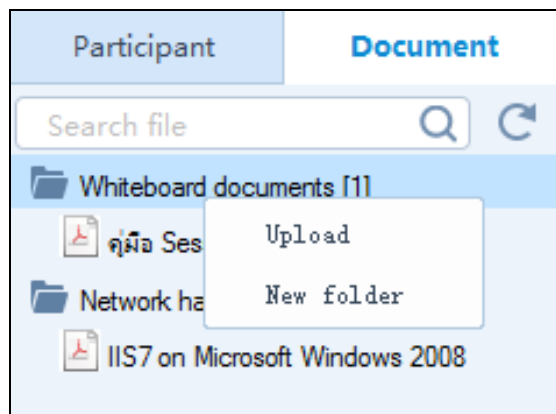 Participant Document
Search file
Whiteboard documents [1]
คู่มือ Ses
Upload
New folder
Network ha
IIS7 on Microsoft Windows 2008